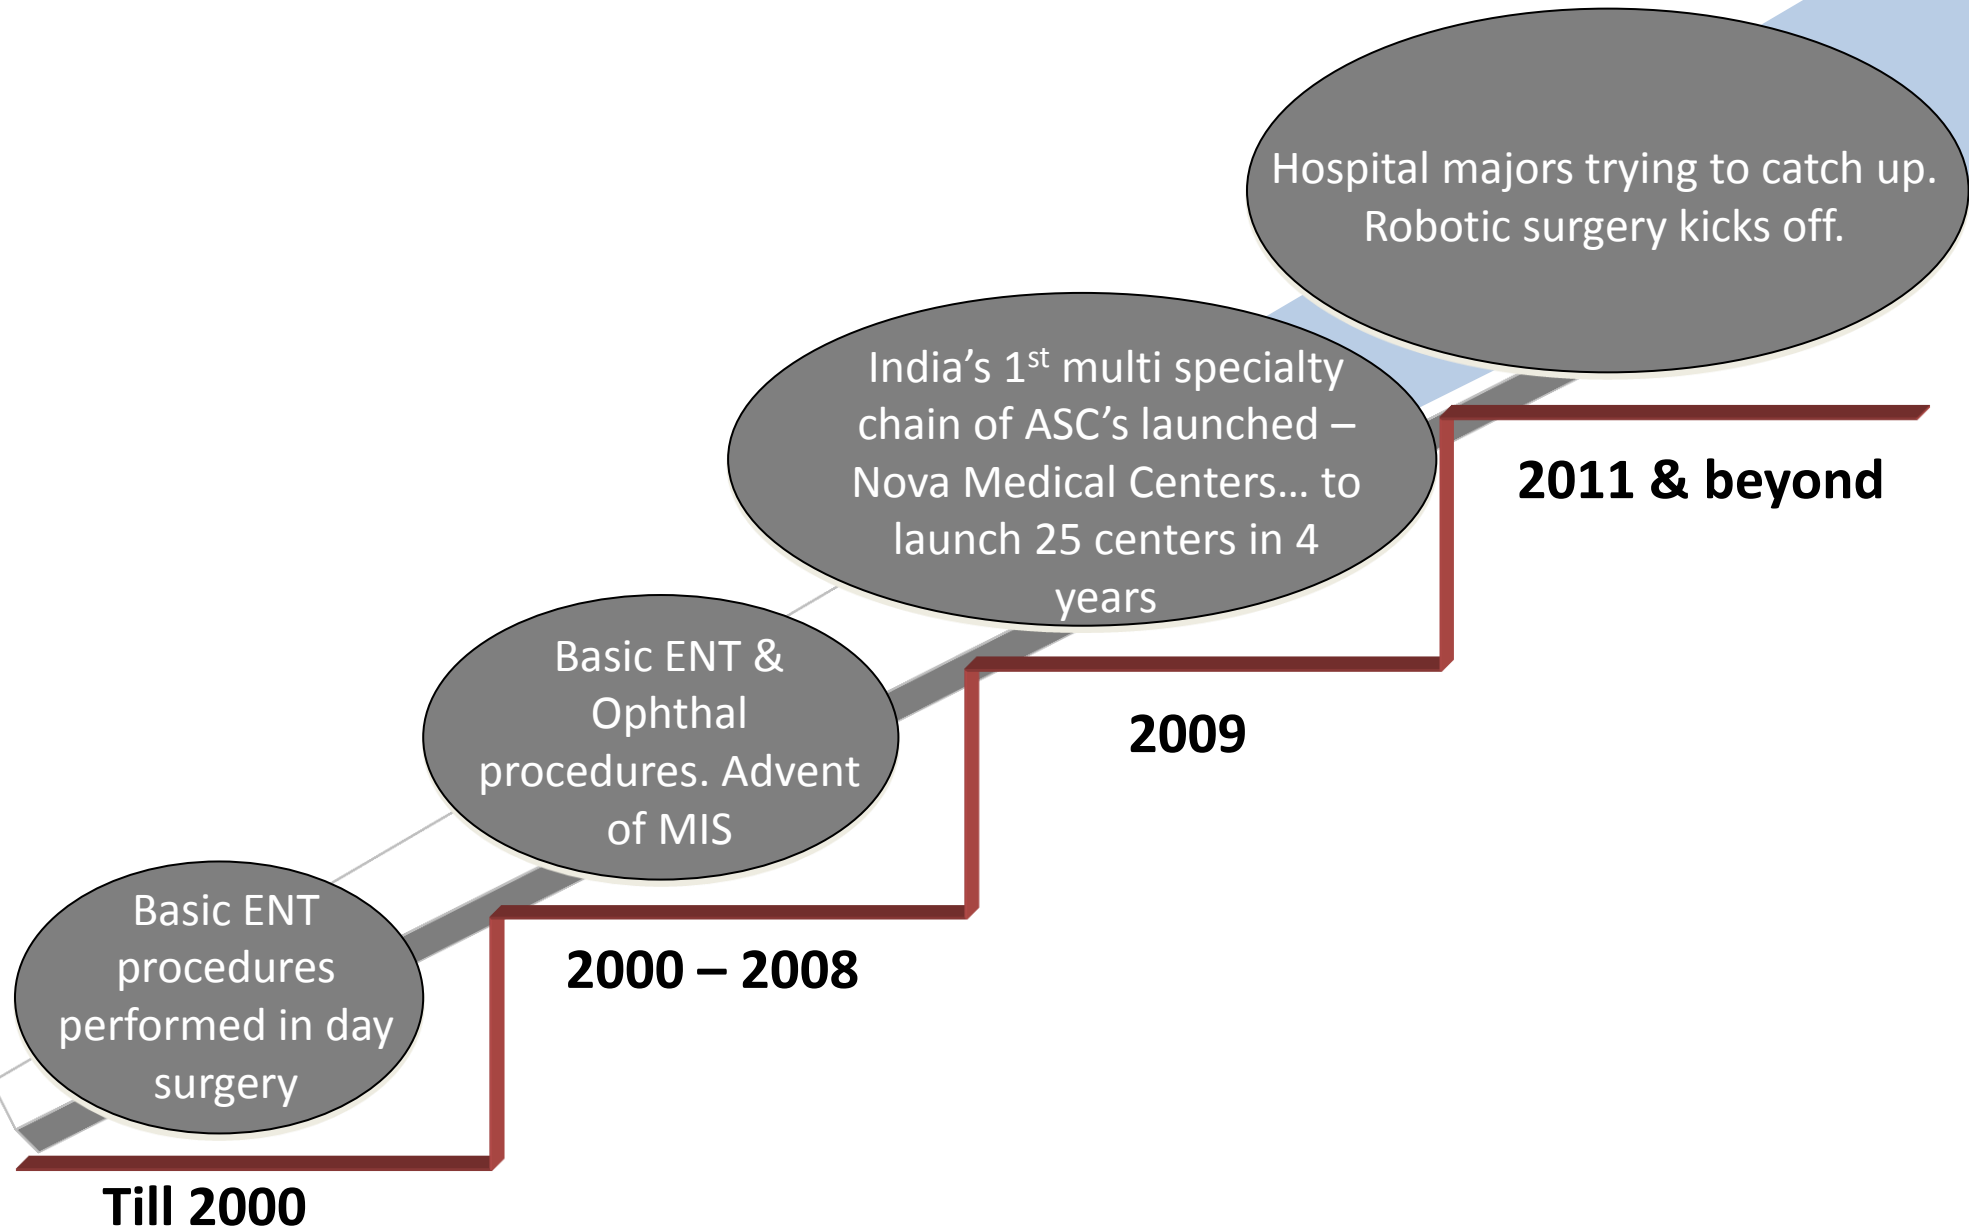 Hospital majors trying to catch up.
Robotic surgery kicks off.
2011 & beyond
India’s 1st multi specialty
chain of ASC’s launched –
Nova Medical Centers... to
launch 25 centers in 4
years
2009
Basic ENT &
Ophthal
procedures. Advent
of MIS
2000 – 2008
Basic ENT
procedures
performed in day
surgery
Till 2000